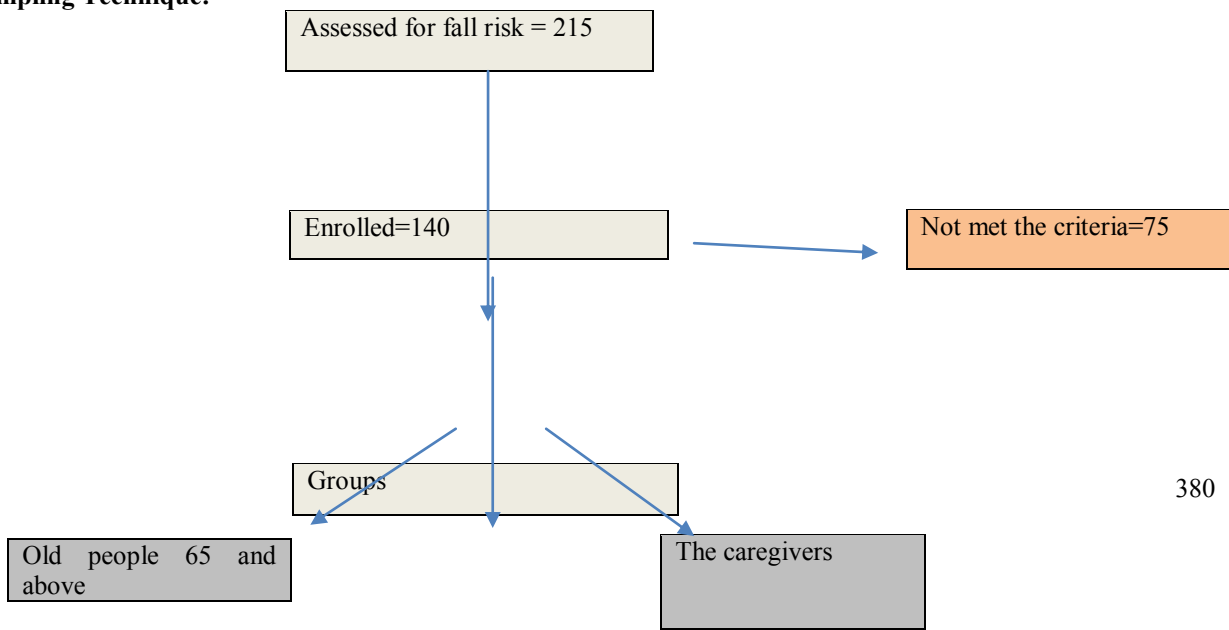 Assessed for fall risk = 215
Enrolled=140
Not met the criteria=75
Groups
380
Old people 65 and
above
The caregivers